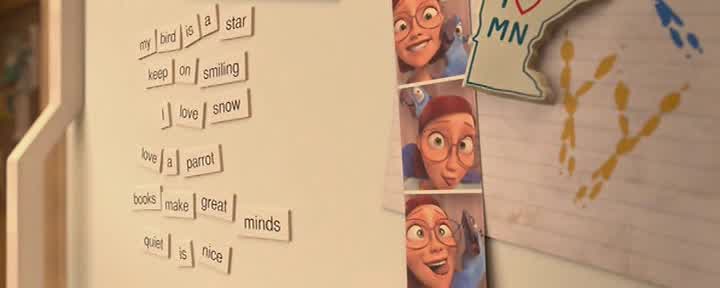 my bird is a star
keep on smiling
I love snow
love a parrot
books make great minds
quiet is nice
I
MN